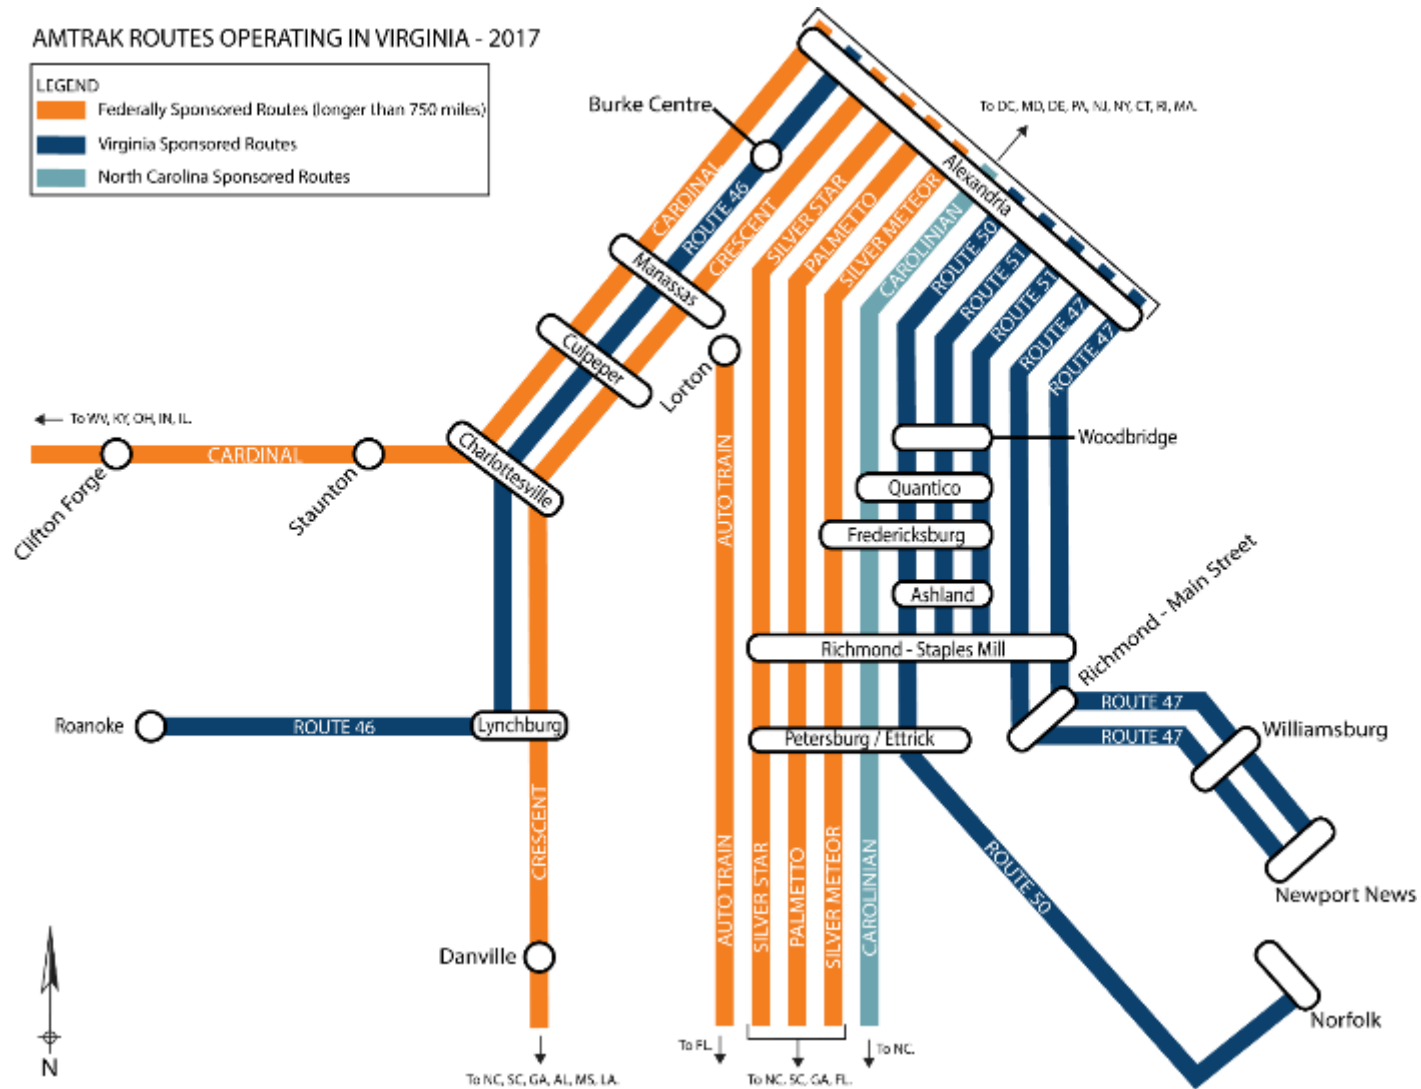 AMTRAK ROUTES OPERATING IN VIRGINIA - 2017
LEGEND
Federally Sponsored Routes (longer than 750 miles)
Virginia Sponsored Routes
North Carolina Sponsored Routes
Burke Centre
To DC, MD, DE, PA, NJ, NY, CT, RI, MA.
Alexandria
CARDINAL
ROUTE 46
CRESCENT
SILVER STAR
PALMETTO
SILVER METEOR
CAROLINIAN
ROUTE 50
ROUTE 51
ROUTE 51
ROUTE 47
ROUTE 47
Manassas
Culpeper
Lorton
To WV, KY, OH, IN, IL.
CARDINAL
Clifton Forge
Staunton
Charlottesville
AUTO TRAIN
Woodbridge
Quantico
Fredericksburg
Ashland
Richmond - Staples Mill
Richmond - Main Street
Roanoke
ROUTE 46
Lynchburg
Petersburg / Ettrick
ROUTE 47
ROUTE 47
Williamsburg
Newport News
CRESCENT
AUTO TRAIN
SILVER STAR
PALMETTO
SILVER METEOR
CAROLINIAN
ROUTE 50
Danville
Norfolk
N
To NC, SC, GA, AL, MS, LA.
To FL.
To NC, SC, GA, FL.
To NC.